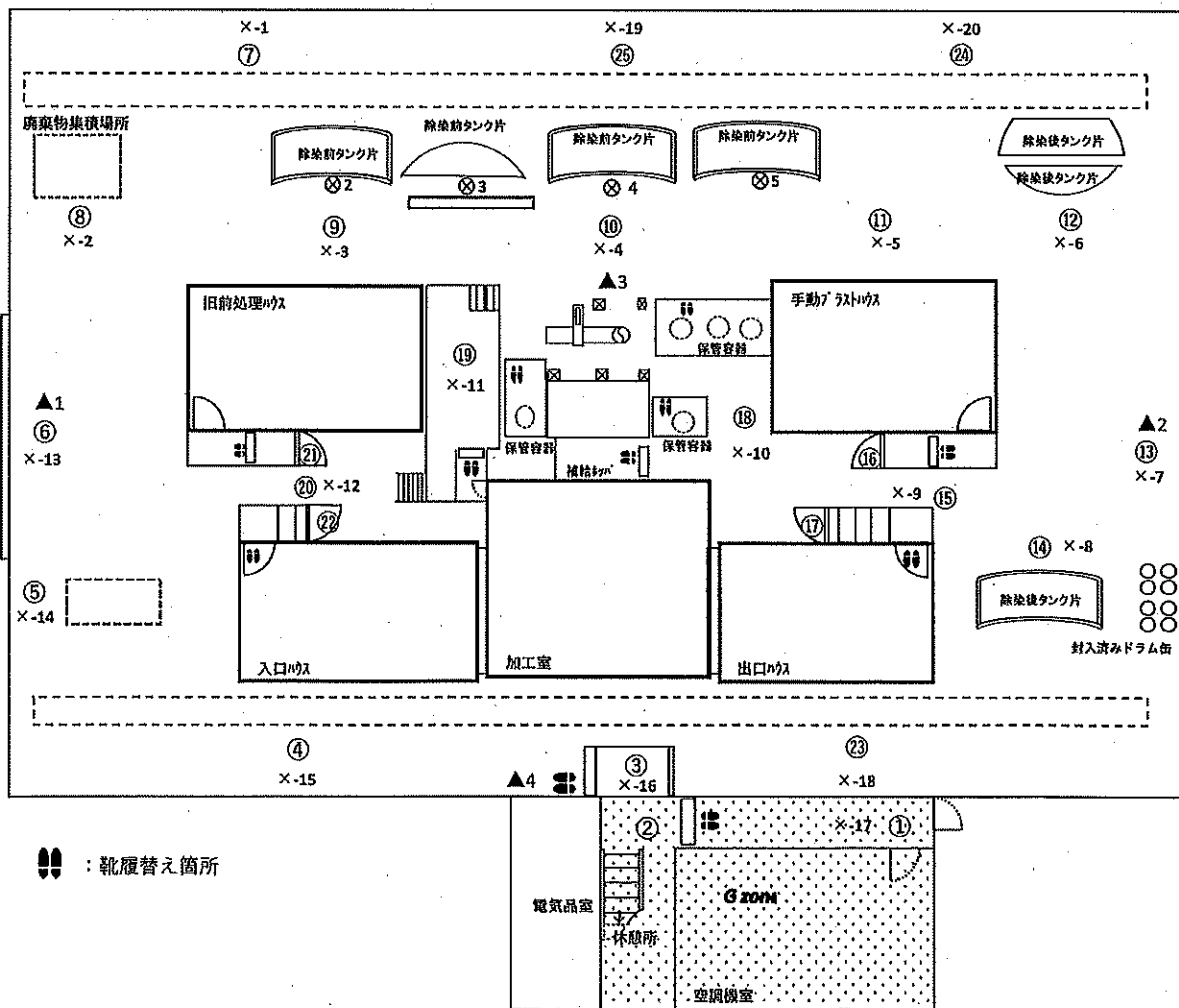 ×-1 ×-19 ×-20
⑦ ㉕ ㉔
廃棄物集積場所
除染前タンク片 除染前タンク片 除染前タンク片 除染前タンク片 除染後タンク片
除染後タンク片
⊗2 ⊗3 ⊗4 ⊗5
⑧ ⑨ ⑩ ⑪ ⑫
×-2 ×-3 ×-4 ×-5 ×-6
▲3
旧前処理ハウス 手動ブラストハウス
保管容器
⑲
×-11
▲1 ▲2
⑥ ⑱ ⑬
×-13 保管容器 保管容器 ×-10 ×-7
㉑ 補給ホッパ ⑯
⑳ ×-12 ×-9 ⑮
㉒ ⑰
⑭ ×-8
⑤
×-14 除染後タンク片
封入済みドラム缶
入口ハウス 加工室 出口ハウス
④ ③ ㉓
×-15 ▲4 ×-16 ×-18
② ×-17 ①
：靴履替え箇所
G zone
電気品室
休憩所
空調機室